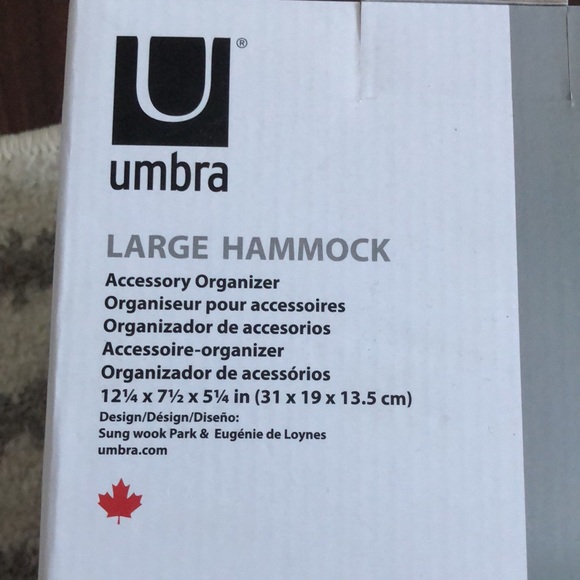 U®
umbra
LARGE HAMMOCK
Accessory Organizer
Organiseur pour accessoires
Organizador de accesorios
Accessoire-organizer
Organizador de acessórios
12¼ x 7½ x 5¼ in (31 x 19 x 13.5 cm)
Design/Désign/Diseño:
Sung wook Park & Eugénie de Loynes
umbra.com